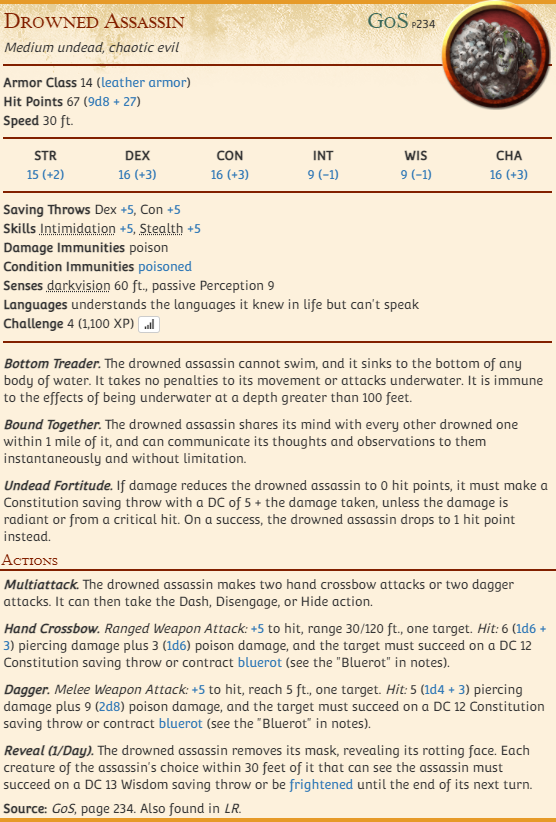 Drowned Assassin
GoS p234
Medium undead, chaotic evil
Armor Class 14 (leather armor)
Hit Points 67 (9d8 + 27)
Speed 30 ft.
STR DEX CON INT WIS CHA
15 (+2) 16 (+3) 16 (+3) 9 (−1) 9 (−1) 16 (+3)
Saving Throws Dex +5, Con +5
Skills Intimidation +5, Stealth +5
Damage Immunities poison
Condition Immunities poisoned
Senses darkvision 60 ft., passive Perception 9
Languages understands the languages it knew in life but can't speak
Challenge 4 (1,100 XP)
Bottom Treader. The drowned assassin cannot swim, and it sinks to the bottom of any
body of water. It takes no penalties to its movement or attacks underwater. It is immune
to the effects of being underwater at a depth greater than 100 feet.
Bound Together. The drowned assassin shares its mind with every other drowned one
within 1 mile of it, and can communicate its thoughts and observations to them
instantaneously and without limitation.
Undead Fortitude. If damage reduces the drowned assassin to 0 hit points, it must make a
Constitution saving throw with a DC of 5 + the damage taken, unless the damage is
radiant or from a critical hit. On a success, the drowned assassin drops to 1 hit point
instead.
Actions
Multiattack. The drowned assassin makes two hand crossbow attacks or two dagger
attacks. It can then take the Dash, Disengage, or Hide action.
Hand Crossbow. Ranged Weapon Attack: +5 to hit, range 30/120 ft., one target. Hit: 6 (1d6 +
3) piercing damage plus 3 (1d6) poison damage, and the target must succeed on a DC 12
Constitution saving throw or contract bluerot (see the "Bluerot" in notes).
Dagger. Melee Weapon Attack: +5 to hit, reach 5 ft., one target. Hit: 5 (1d4 + 3) piercing
damage plus 9 (2d8) poison damage, and the target must succeed on a DC 12 Constitution
saving throw or contract bluerot (see the "Bluerot" in notes).
Reveal (1/Day). The drowned assassin removes its mask, revealing its rotting face. Each
creature of the assassin's choice within 30 feet of it that can see the assassin must
succeed on a DC 13 Wisdom saving throw or be frightened until the end of its next turn.
Source: GoS, page 234. Also found in LR.